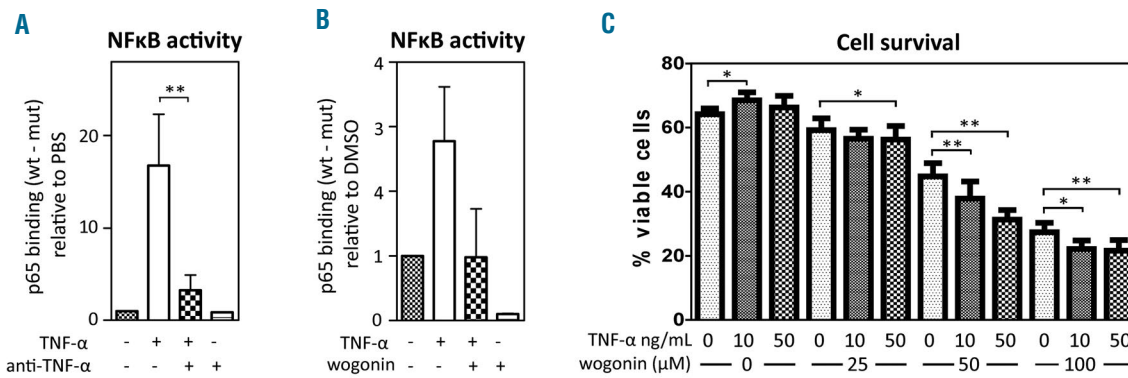 A
NFκB activity
p65 binding (wt - mut)
relative to PBS
20
10
0
TNF-α - + + -
anti-TNF-α - - + +
**
B
NFκB activity
p65 binding (wt - mut)
relative to DMSO
4
3
4
1
0
TNF-α - + + -
wogonin - - + +
C
Cell survival
% viable cells
80
60
40
20
0
*
*
**
**
**
*
TNF-α ng/mL 0 10 50 0 10 50 0 10 50 0 10 50
wogonin (µM) 0 25 50 100